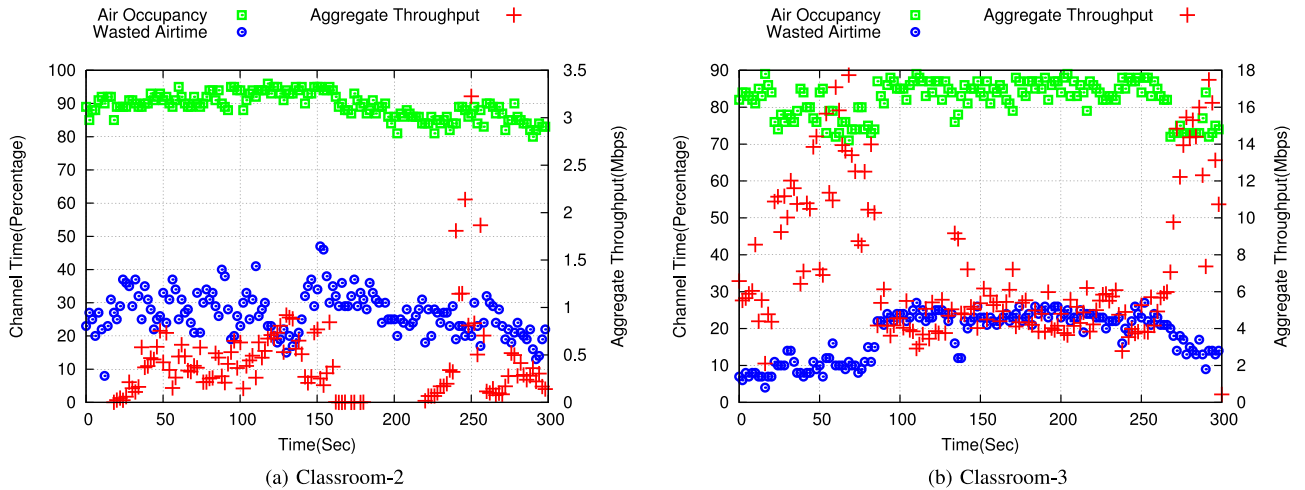 Air Occupancy
Wasted Airtime
Aggregate Throughput
100
90
80
70
60
50
40
30
20
10
0
Channel Time(Percentage)
3.5
3
2.5
2
1.5
1
0.5
0
Aggregate Throughput(Mbps)
0 50 100 150 200 250 300
Time(Sec)
(a) Classroom-2
Air Occupancy
Wasted Airtime
Aggregate Throughput
90
80
70
60
50
40
30
20
10
0
Channel Time(Percentage)
18
16
14
12
10
8
6
4
2
0
Aggregate Throughput(Mbps)
0 50 100 150 200 250 300
Time(Sec)
(b) Classroom-3